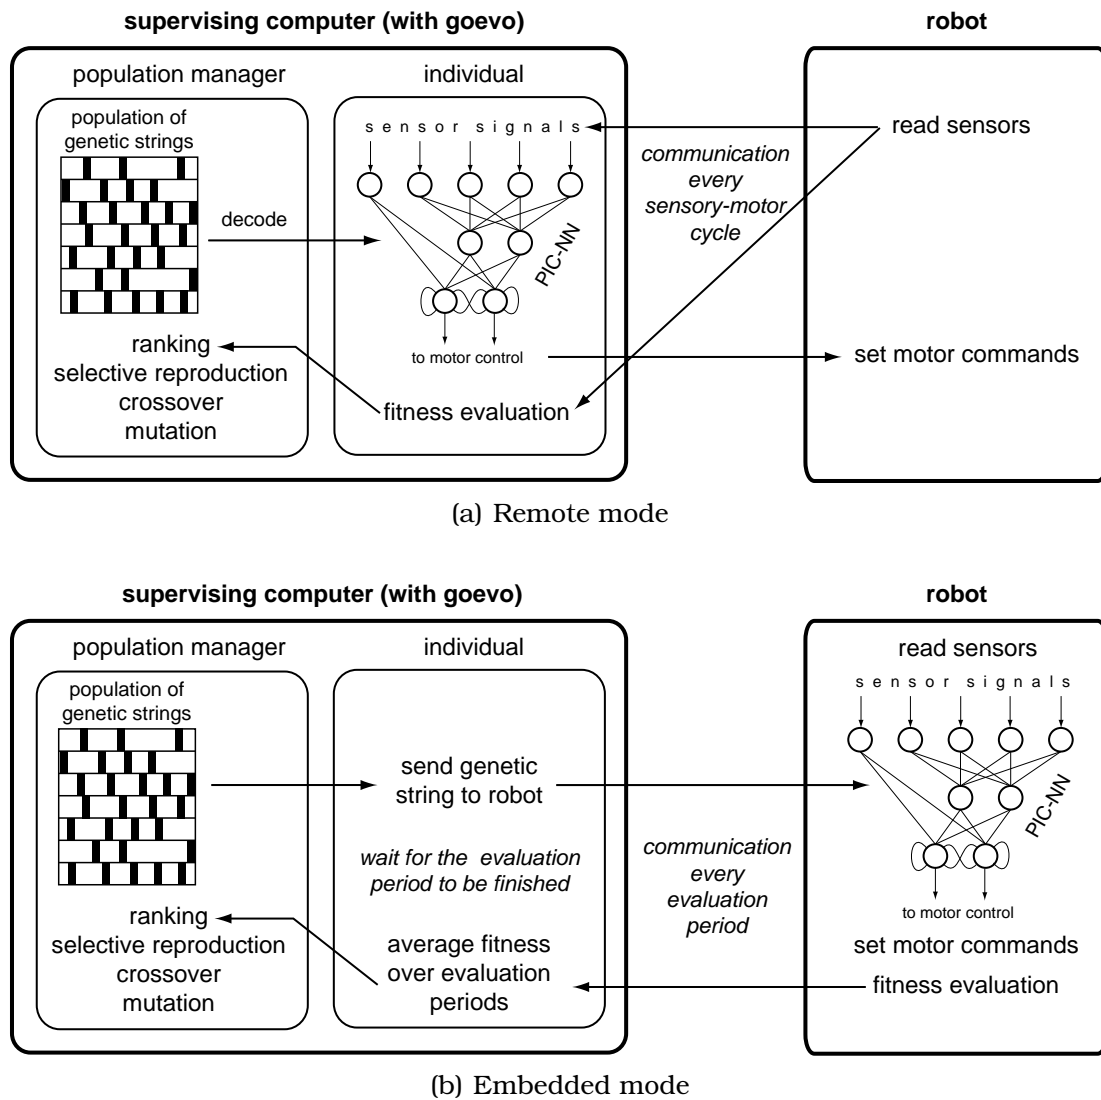 supervising computer (with goevo)
robot
population manager
individual
population of
genetic strings
decode
sensor signals
PIC-NN
to motor control
ranking
selective reproduction
crossover
mutation
fitness evaluation
communication
every
sensory-motor
cycle
read sensors
set motor commands
(a) Remote mode
supervising computer (with goevo)
robot
population manager
individual
population of
genetic strings
send genetic
string to robot
wait for the evaluation
period to be finished
ranking
selective reproduction
crossover
mutation
average fitness
over evaluation
periods
communication
every
evaluation
period
read sensors
sensor signals
PIC-NN
to motor control
set motor commands
fitness evaluation
(b) Embedded mode